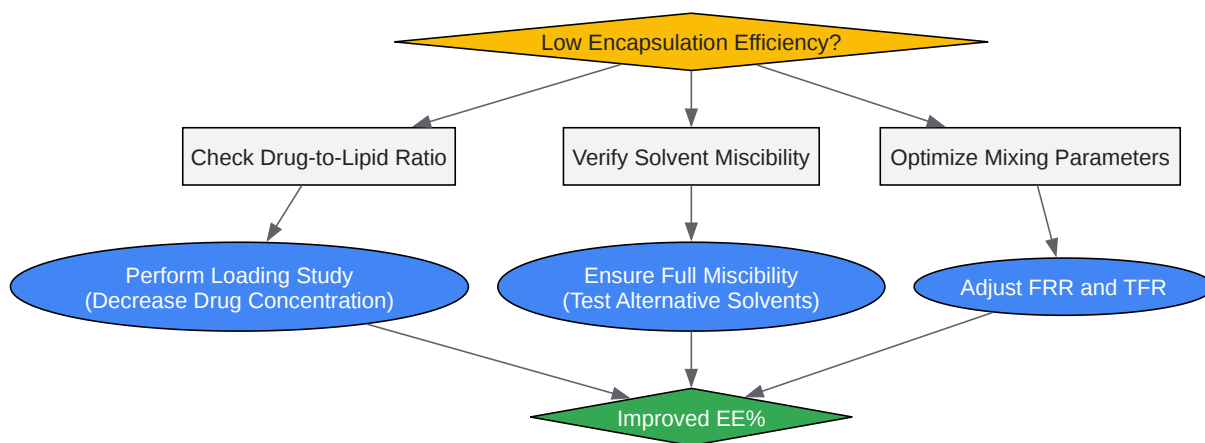 Low Encapsulation Efficiency?
Check Drug-to-Lipid Ratio
Verify Solvent Miscibility
Optimize Mixing Parameters
Perform Loading Study
(Decrease Drug Concentration)
Ensure Full Miscibility
(Test Alternative Solvents)
Adjust FRR and TFR
Improved EE%